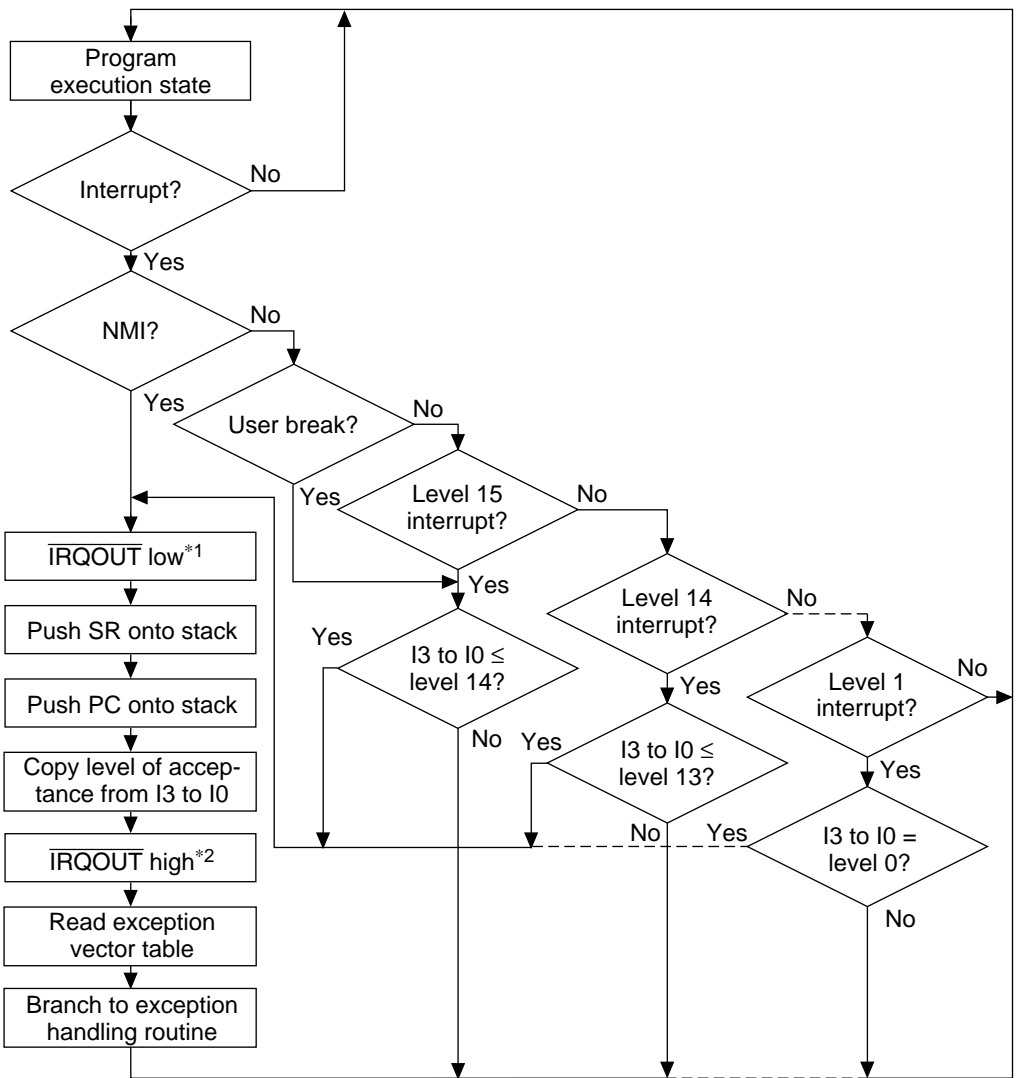 Program
execution state
Interrupt?
No
Yes
NMI?
No
Yes
User break?
No
Yes
Level 15
interrupt?
No
Yes
Level 14
interrupt?
No
Yes
Level 1
interrupt?
No
Yes
I3 to I0 ≤
level 14?
Yes
No
I3 to I0 ≤
level 13?
Yes
No
I3 to I0 =
level 0?
Yes
No
IRQOUT low*1
Push SR onto stack
Push PC onto stack
Copy level of accep-
tance from I3 to I0
IRQOUT high*2
Read exception
vector table
Branch to exception
handling routine